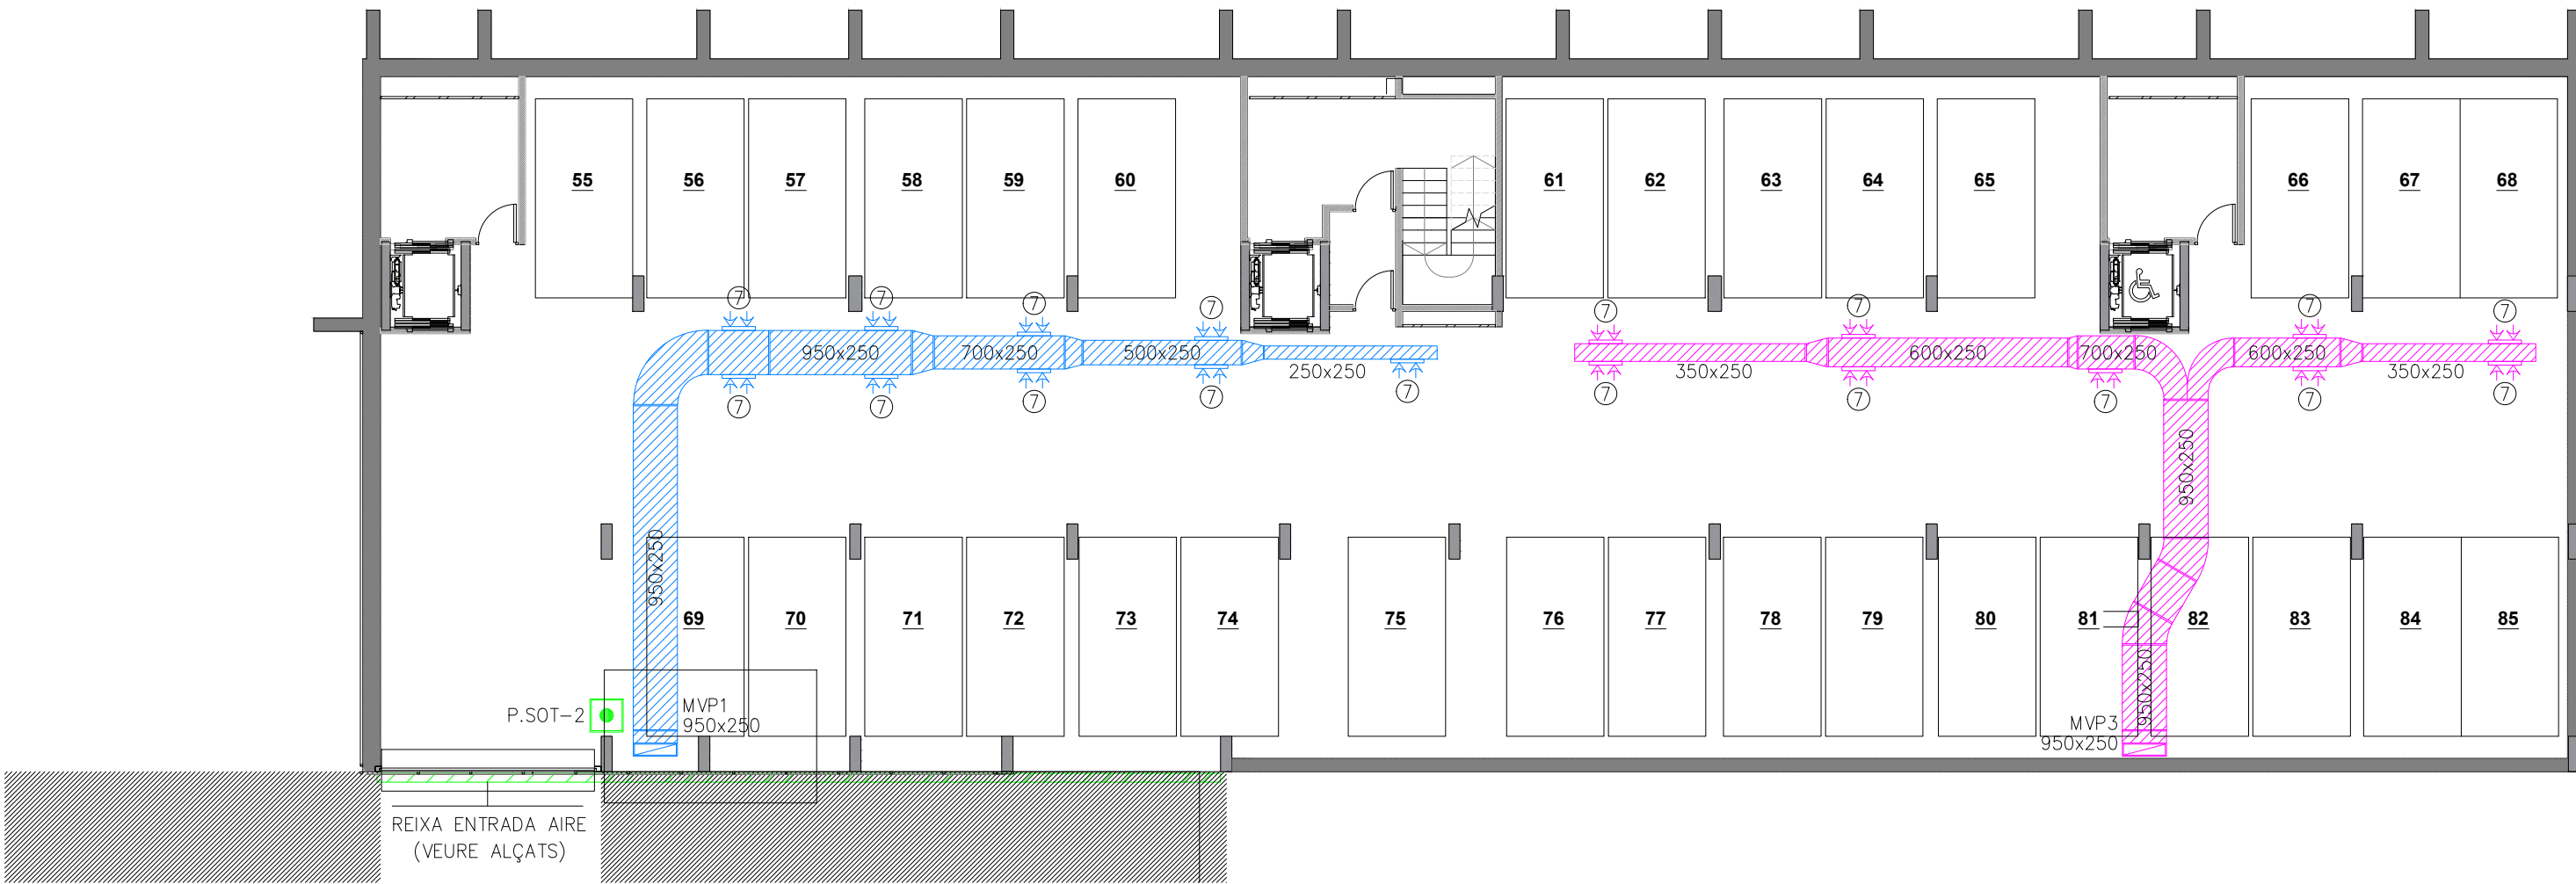 55 56 57 58 59 60 61 62 63 64 65 66 67 68
7 7 7 7 7 7 7 7
950x250 700x250 500x250 600x250 700x250 600x250
250x250 350x250 350x250
7 7 7 7 7 7 7 7 7 7
950x250
950x250
69 70 71 72 73 74 75 76 77 78 79 80 81 82 83 84 85
950x250
P.SOT-2
MVP1
950x250
MVP3
950x250
REIXA ENTRADA AIRE
(VEURE ALÇATS)